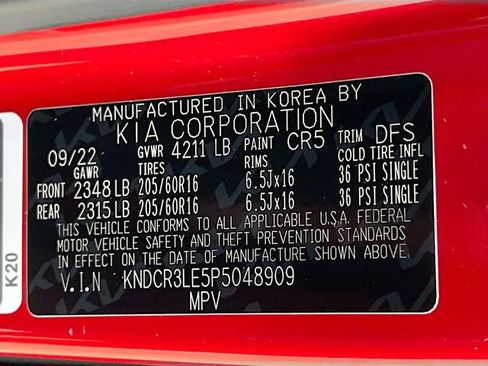 MANUFACTURED IN KOREA BY
KIA CORPORATION
09/22 GVWR 4211 LB PAINT CR5 TRIM DFS
GAWR TIRES RIMS COLD TIRE INFL
FRONT 2348 LB 205/60R16 6.5Jx16 36 PSI SINGLE
REAR 2315 LB 205/60R16 6.5Jx16 36 PSI SINGLE
THIS VEHICLE CONFORMS TO ALL APPLICABLE U.S.A. FEDERAL
MOTOR VEHICLE SAFETY AND THEFT PREVENTION STANDARDS
IN EFFECT ON THE DATE OF MANUFACTURE SHOWN ABOVE.
V.I.N KNDCR3LE5P5048909
MPV
K20